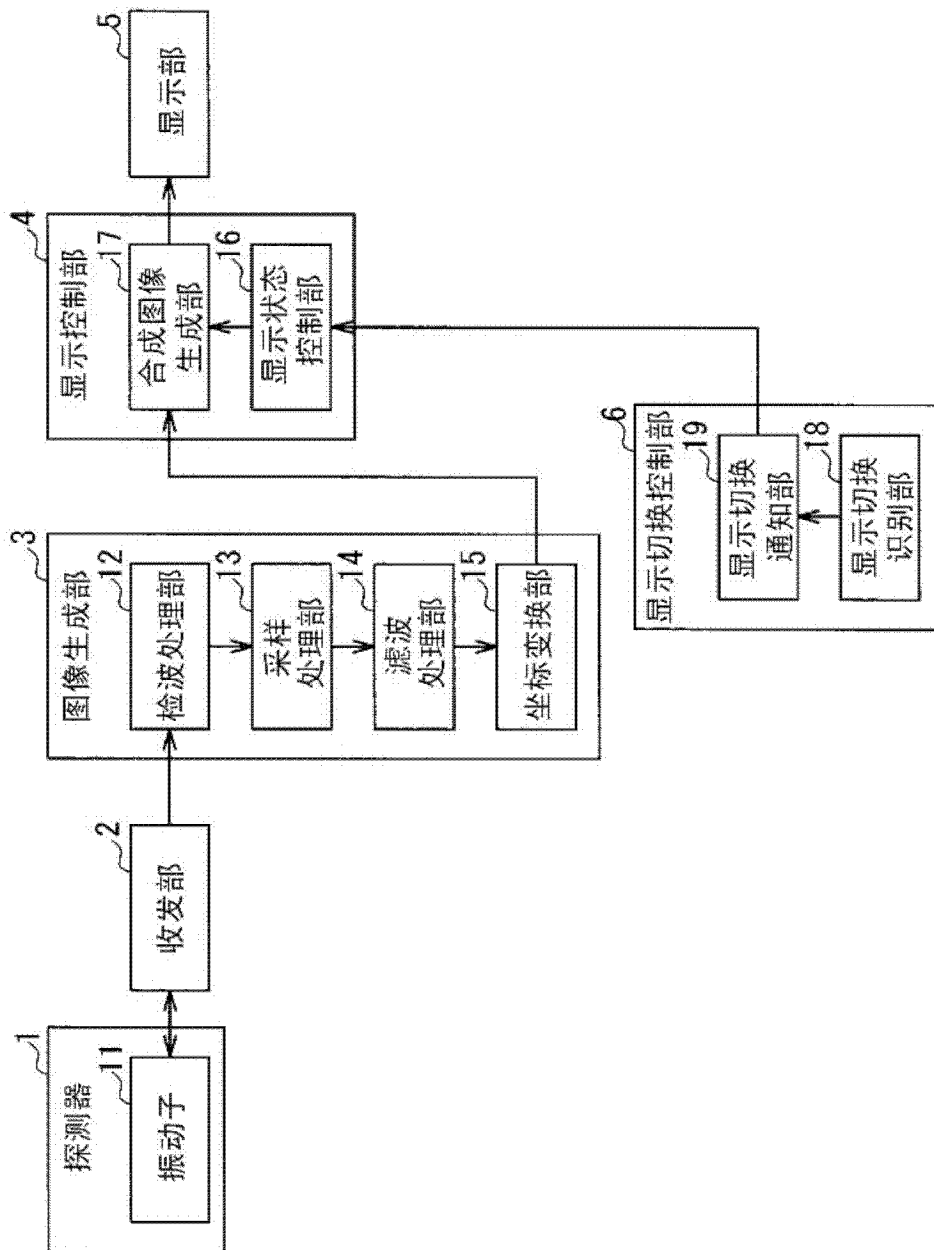 1
探测器
11
振动子
2
收发部
3
图像生成部
12
检波处理部
13
采样
处理部
14
滤波
处理部
15
坐标变换部
4
显示控制部
17
合成图像
生成部
16
显示状态
控制部
5
显示部
6
显示切换控制部
19
显示切换
通知部
18
显示切换
识别部